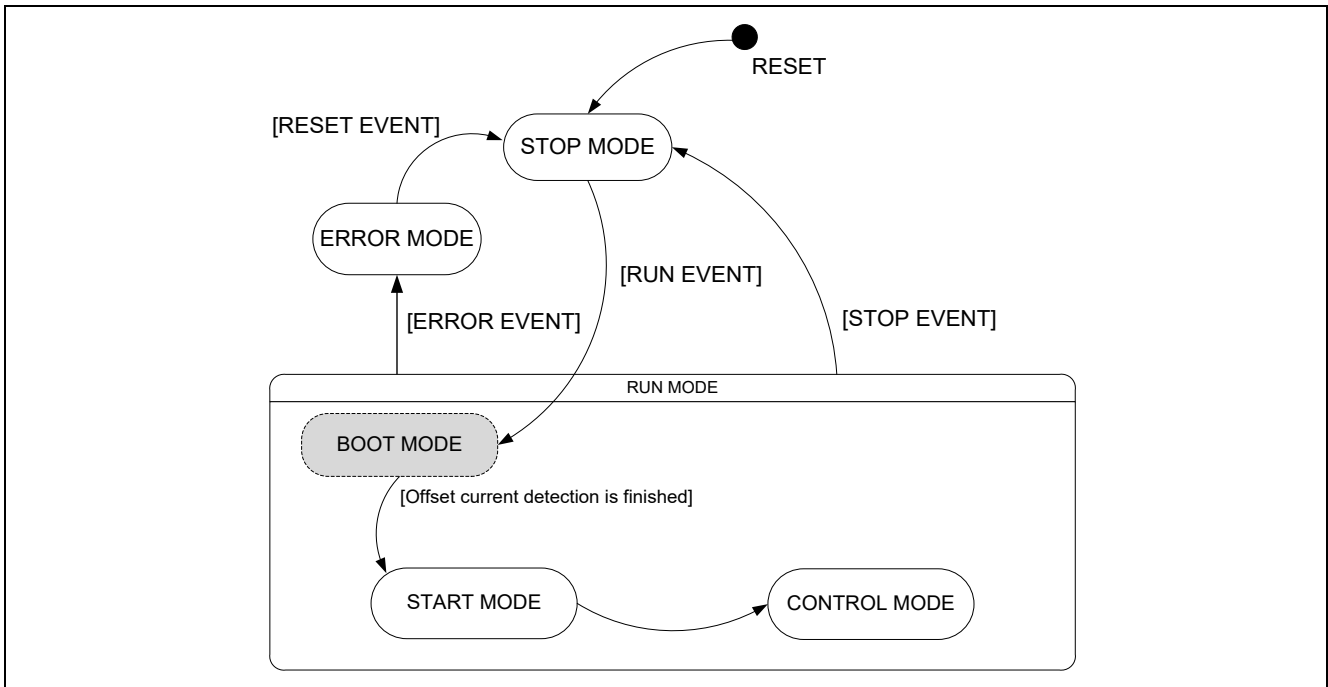 RESET
[RESET EVENT]
STOP MODE
ERROR MODE
[RUN EVENT]
[ERROR EVENT]
[STOP EVENT]
RUN MODE
BOOT MODE
[Offset current detection is finished]
START MODE
CONTROL MODE